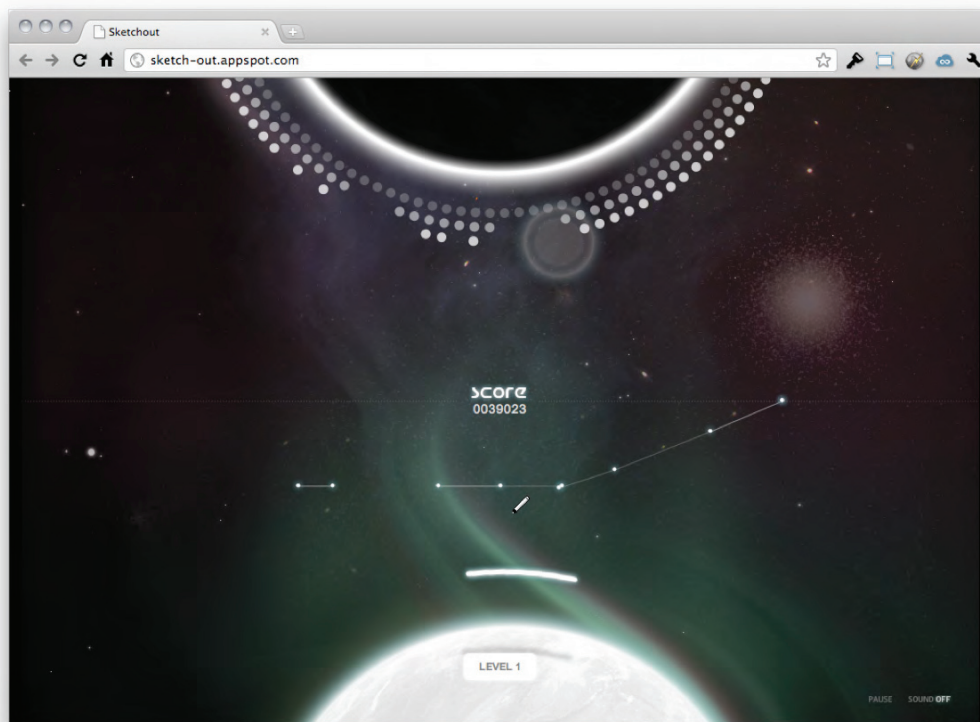 Sketchout
sketch-out.appspot.com
score
0039023
LEVEL 1
PAUSE SOUND OFF